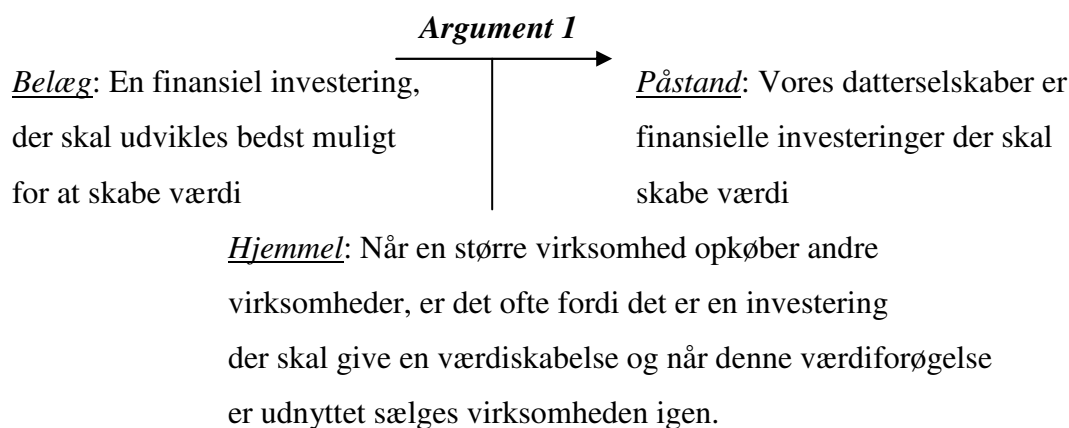 Argument 1
Belæg: En finansiel investering,
der skal udvikles bedst muligt
for at skabe værdi
Påstand: Vores datterselskaber er
finansielle investeringer der skal
skabe værdi
Hjemmel: Når en større virksomhed opkøber andre
virksomheder, er det ofte fordi det er en investering
der skal give en værdiskabelse og når denne værdiforøgelse
er udnyttet sælges virksomheden igen.